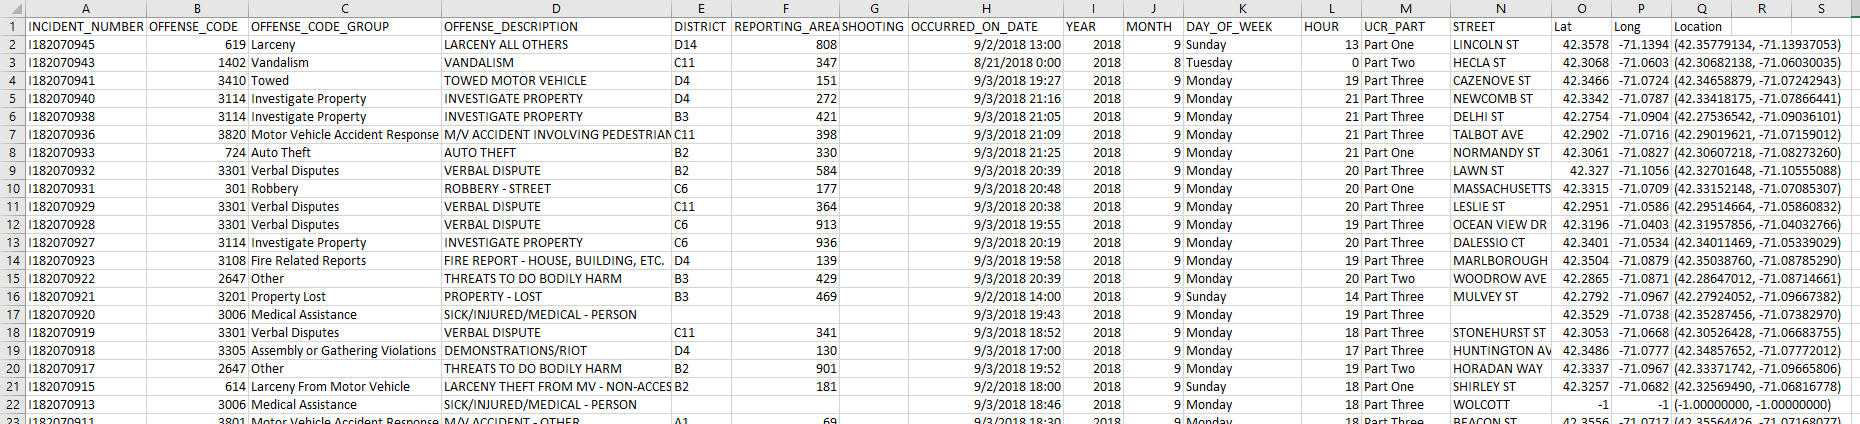 A B C D E F G H I J K L M N O P Q R S
1 INCIDENT_NUMBER OFFENSE_CODE OFFENSE_CODE_GROUP OFFENSE_DESCRIPTION DISTRICT REPORTING_AREA SHOOTING OCCURRED_ON_DATE YEAR MONTH DAY_OF_WEEK HOUR UCR_PART STREET Lat Long Location
2 I182070945 619 Larceny LARCENY ALL OTHERS D14 808 9/2/2018 13:00 2018 9 Sunday 13 Part One LINCOLN ST 42.3578 -71.1394 (42.35779134, -71.13937053)
3 I182070943 1402 Vandalism VANDALISM C11 347 8/21/2018 0:00 2018 8 Tuesday 0 Part Two HECLA ST 42.3068 -71.0603 (42.30682138, -71.06030035)
4 I182070941 3410 Towed TOWED MOTOR VEHICLE D4 151 9/3/2018 19:27 2018 9 Monday 19 Part Three CAZENOVE ST 42.3466 -71.0724 (42.34658879, -71.07242943)
5 I182070940 3114 Investigate Property INVESTIGATE PROPERTY D4 272 9/3/2018 21:16 2018 9 Monday 21 Part Three NEWCOMB ST 42.3342 -71.0787 (42.33418175, -71.07866441)
6 I182070938 3114 Investigate Property INVESTIGATE PROPERTY B3 421 9/3/2018 21:05 2018 9 Monday 21 Part Three DELHI ST 42.2754 -71.0904 (42.27536542, -71.09036101)
7 I182070936 3820 Motor Vehicle Accident Response M/V ACCIDENT INVOLVING PEDESTRIAN C11 398 9/3/2018 21:09 2018 9 Monday 21 Part Three TALBOT AVE 42.2902 -71.0716 (42.29019621, -71.07159012)
8 I182070933 724 Auto Theft AUTO THEFT B2 330 9/3/2018 21:25 2018 9 Monday 21 Part One NORMANDY ST 42.3061 -71.0827 (42.30607218, -71.08273260)
9 I182070932 3301 Verbal Disputes VERBAL DISPUTE B2 584 9/3/2018 20:39 2018 9 Monday 20 Part Three LAWN ST 42.327 -71.1056 (42.32701648, -71.10555088)
10 I182070931 301 Robbery ROBBERY - STREET C6 177 9/3/2018 20:48 2018 9 Monday 20 Part One MASSACHUSETTS 42.3315 -71.0709 (42.33152148, -71.07085307)
11 I182070929 3301 Verbal Disputes VERBAL DISPUTE C11 364 9/3/2018 20:38 2018 9 Monday 20 Part Three LESLIE ST 42.2951 -71.0586 (42.29514664, -71.05860832)
12 I182070928 3301 Verbal Disputes VERBAL DISPUTE C6 913 9/3/2018 19:55 2018 9 Monday 19 Part Three OCEAN VIEW DR 42.3196 -71.0403 (42.31957856, -71.04032766)
13 I182070927 3114 Investigate Property INVESTIGATE PROPERTY C6 936 9/3/2018 20:19 2018 9 Monday 20 Part Three DALESSIO CT 42.3401 -71.0534 (42.34011469, -71.05339029)
14 I182070923 3108 Fire Related Reports FIRE REPORT - HOUSE, BUILDING, ETC. D4 139 9/3/2018 19:58 2018 9 Monday 19 Part Three MARLBOROUGH 42.3504 -71.0879 (42.35038760, -71.08785290)
15 I182070922 2647 Other THREATS TO DO BODILY HARM B3 429 9/3/2018 20:39 2018 9 Monday 20 Part Two WOODROW AVE 42.2865 -71.0871 (42.28647012, -71.08714661)
16 I182070921 3201 Property Lost PROPERTY - LOST B3 469 9/2/2018 14:00 2018 9 Sunday 14 Part Three MULVEY ST 42.2792 -71.0967 (42.27924052, -71.09667382)
17 I182070920 3006 Medical Assistance SICK/INJURED/MEDICAL - PERSON 9/3/2018 19:43 2018 9 Monday 19 Part Three 42.3529 -71.0738 (42.35287456, -71.07382970)
18 I182070919 3301 Verbal Disputes VERBAL DISPUTE C11 341 9/3/2018 18:52 2018 9 Monday 18 Part Three STONEHURST ST 42.3053 -71.0668 (42.30526428, -71.06683755)
19 I182070918 3305 Assembly or Gathering Violations DEMONSTRATIONS/RIOT D4 130 9/3/2018 17:00 2018 9 Monday 17 Part Three HUNTINGTON AV 42.3486 -71.0777 (42.34857652, -71.07772012)
20 I182070917 2647 Other THREATS TO DO BODILY HARM B2 901 9/3/2018 19:52 2018 9 Monday 19 Part Two HORADAN WAY 42.3337 -71.0967 (42.33371742, -71.09665806)
21 I182070915 614 Larceny From Motor Vehicle LARCENY THEFT FROM MV - NON-ACCES B2 181 9/2/2018 18:00 2018 9 Sunday 18 Part One SHIRLEY ST 42.3257 -71.0682 (42.32569490, -71.06816778)
22 I182070913 3006 Medical Assistance SICK/INJURED/MEDICAL - PERSON 9/3/2018 18:46 2018 9 Monday 18 Part Three WOLCOTT -1 -1 (-1.00000000, -1.00000000)
23 I182070911 3801 Motor Vehicle Accident Response M/V ACCIDENT - OTHER A1 69 9/3/2018 18:30 2018 9 Monday 18 Part Three BEACON ST 42.3556 -71.0717 (42.35564426, -71.07168077)